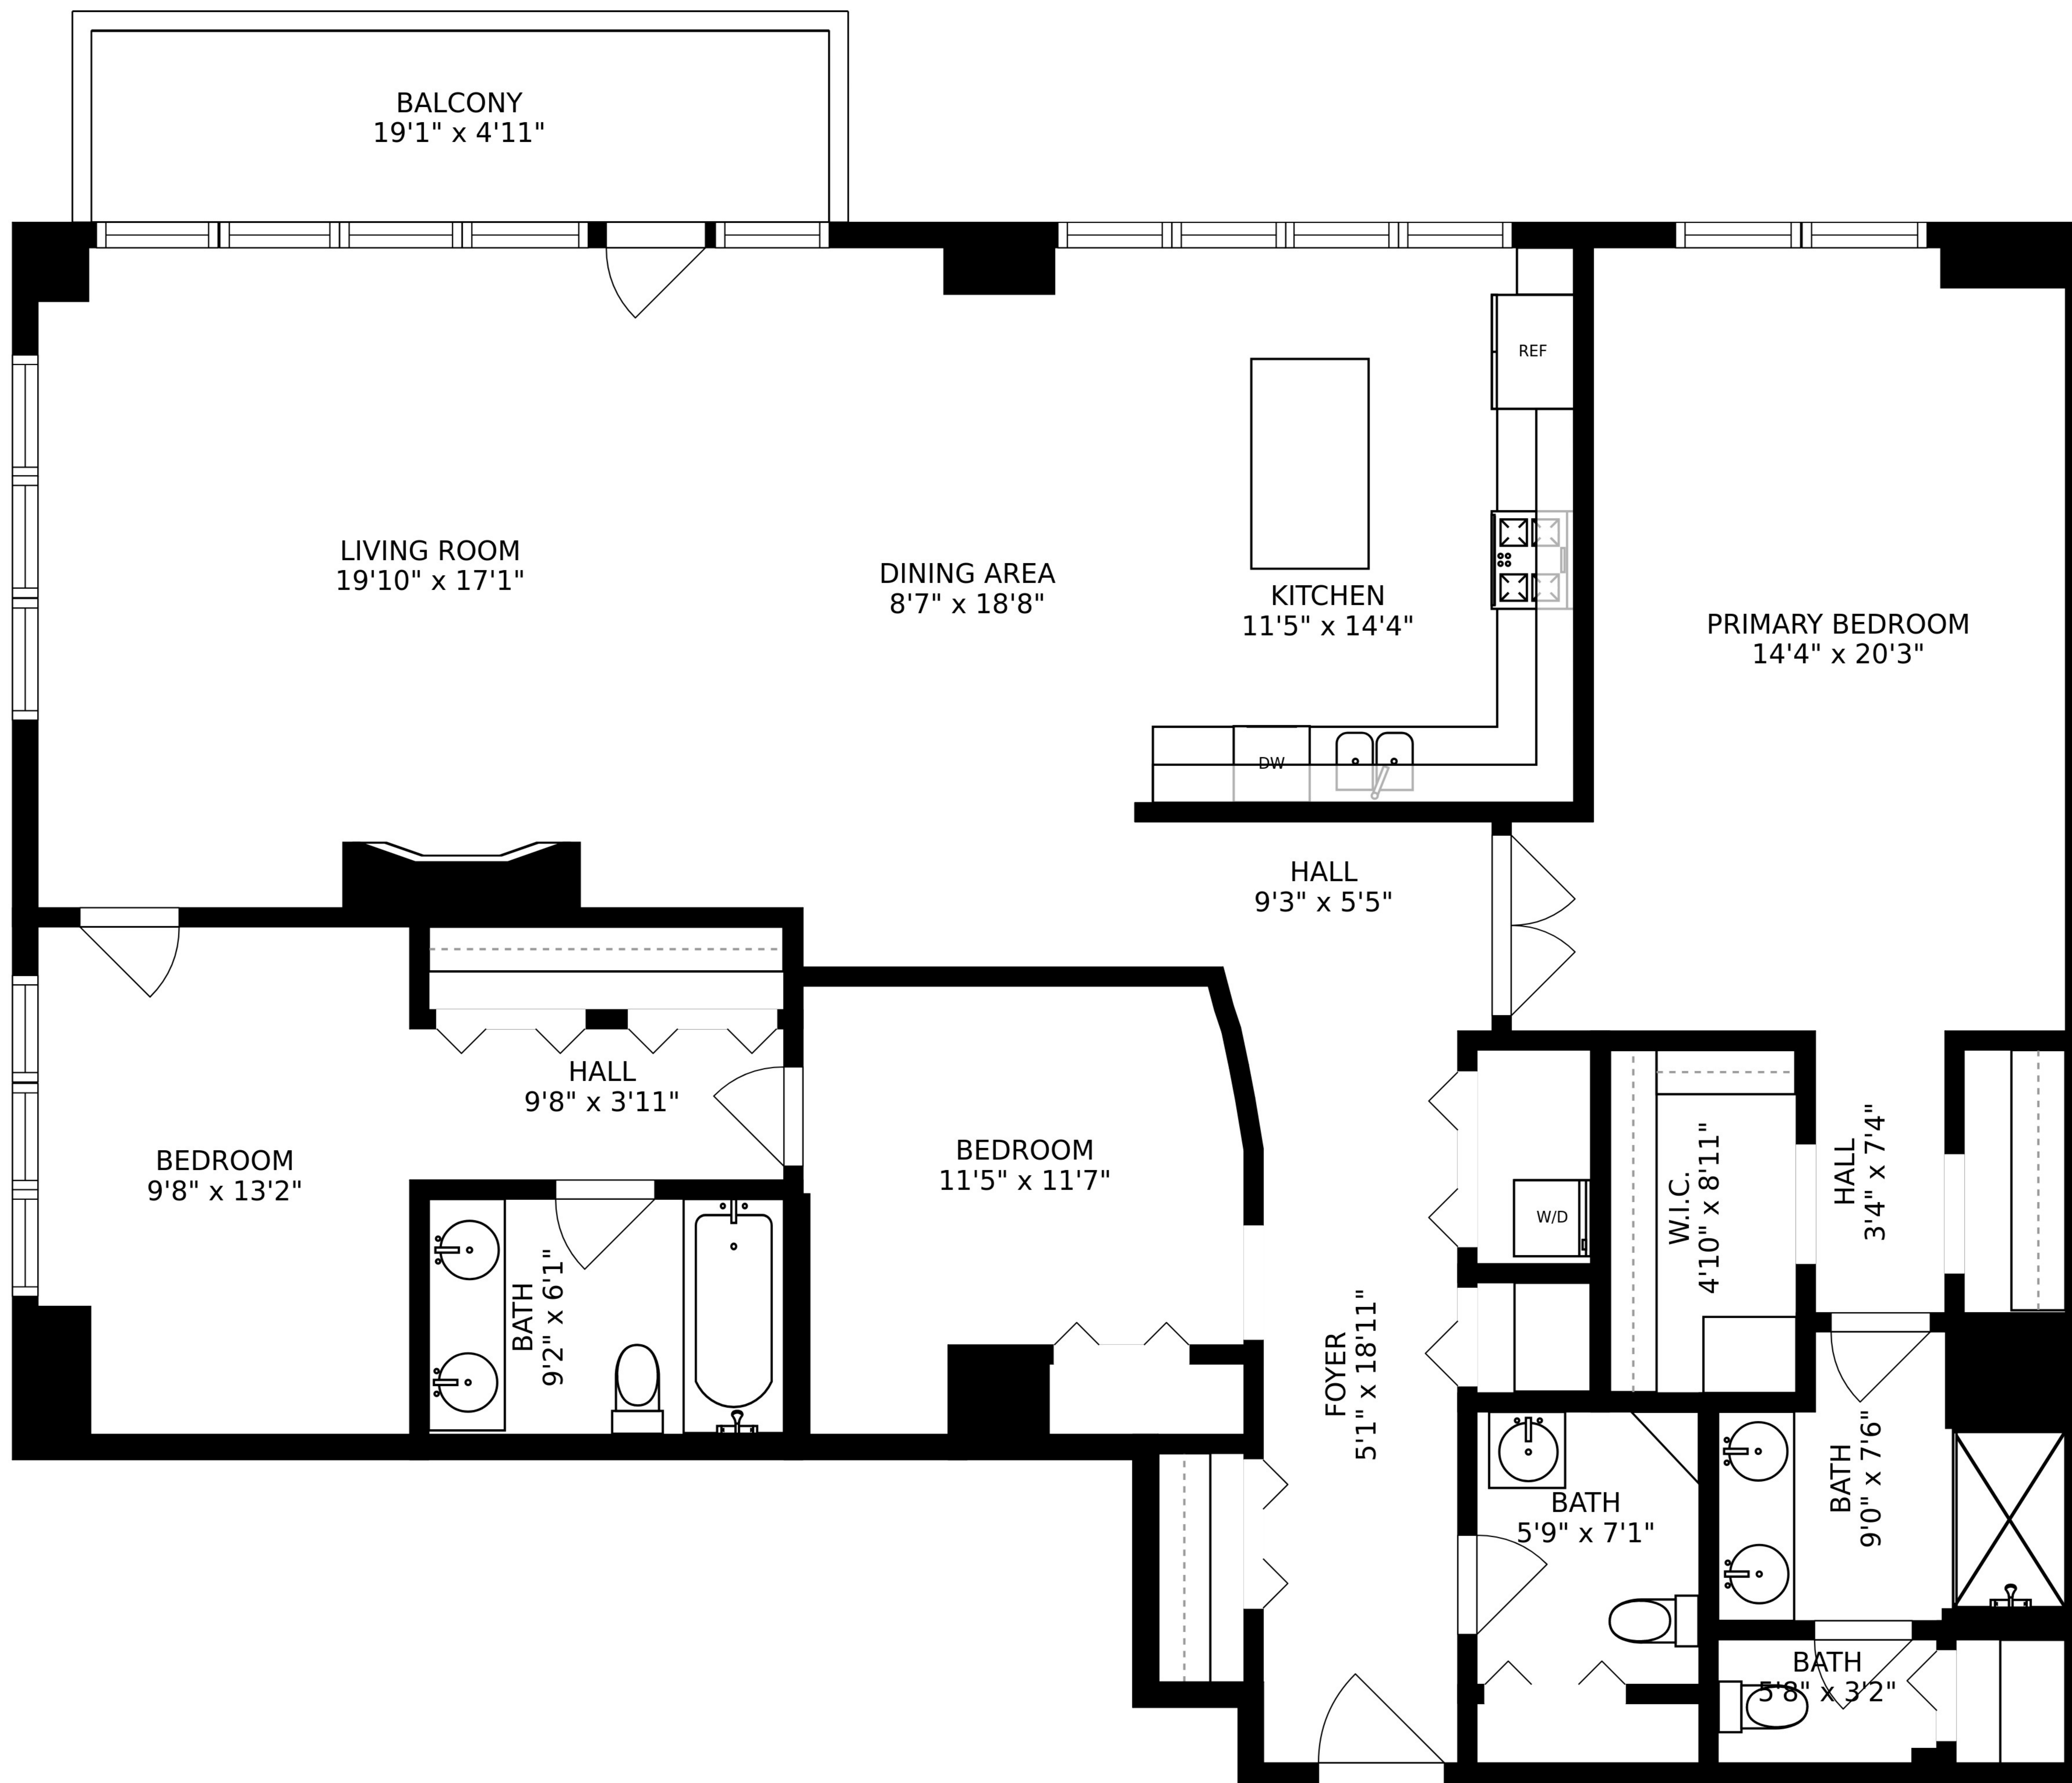 BALCONY
19'1" x 4'11"
LIVING ROOM
19'10" x 17'1"
DINING AREA
8'7" x 18'8"
KITCHEN
11'5" x 14'4"
REF
DW
PRIMARY BEDROOM
14'4" x 20'3"
HALL
9'3" x 5'5"
HALL
9'8" x 3'11"
BEDROOM
9'8" x 13'2"
BEDROOM
11'5" x 11'7"
BATH
9'2" x 6'1"
FOYER
5'1" x 18'11"
W/D
W.I.C.
4'10" x 8'11"
HALL
3'4" x 7'4"
BATH
5'9" x 7'1"
BATH
9'0" x 7'6"
BATH
5'8" x 3'2"